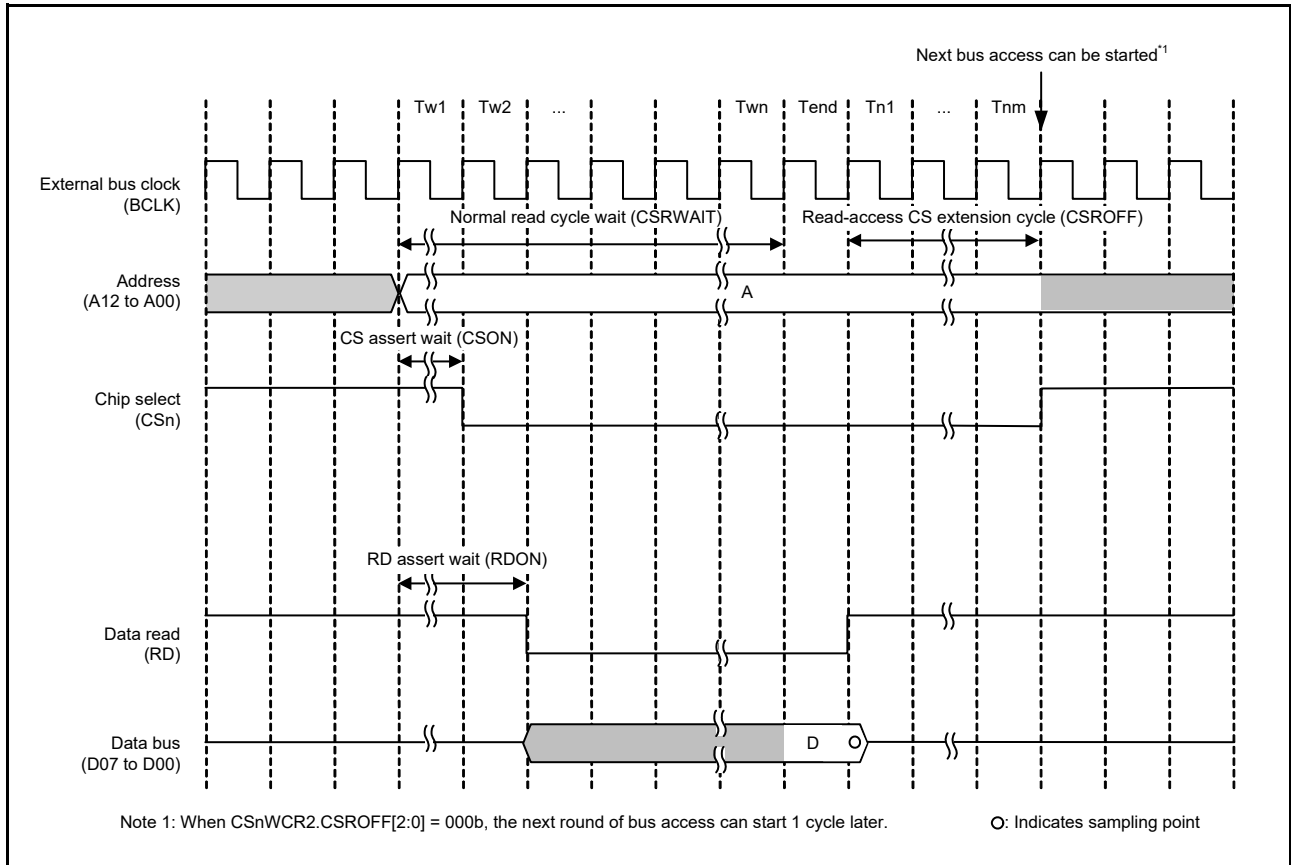 Next bus access can be started*1
Tw1 Tw2 ... Twn Tend Tn1 ... Tnm
External bus clock
(BCLK)
Normal read cycle wait (CSRWAIT) Read-access CS extension cycle (CSROFF)
Address
(A12 to A00)
A
CS assert wait (CSON)
Chip select
(CSn)
RD assert wait (RDON)
Data read
(RD)
Data bus
(D07 to D00)
D
Note 1: When CSnWCR2.CSROFF[2:0] = 000b, the next round of bus access can start 1 cycle later. O: Indicates sampling point